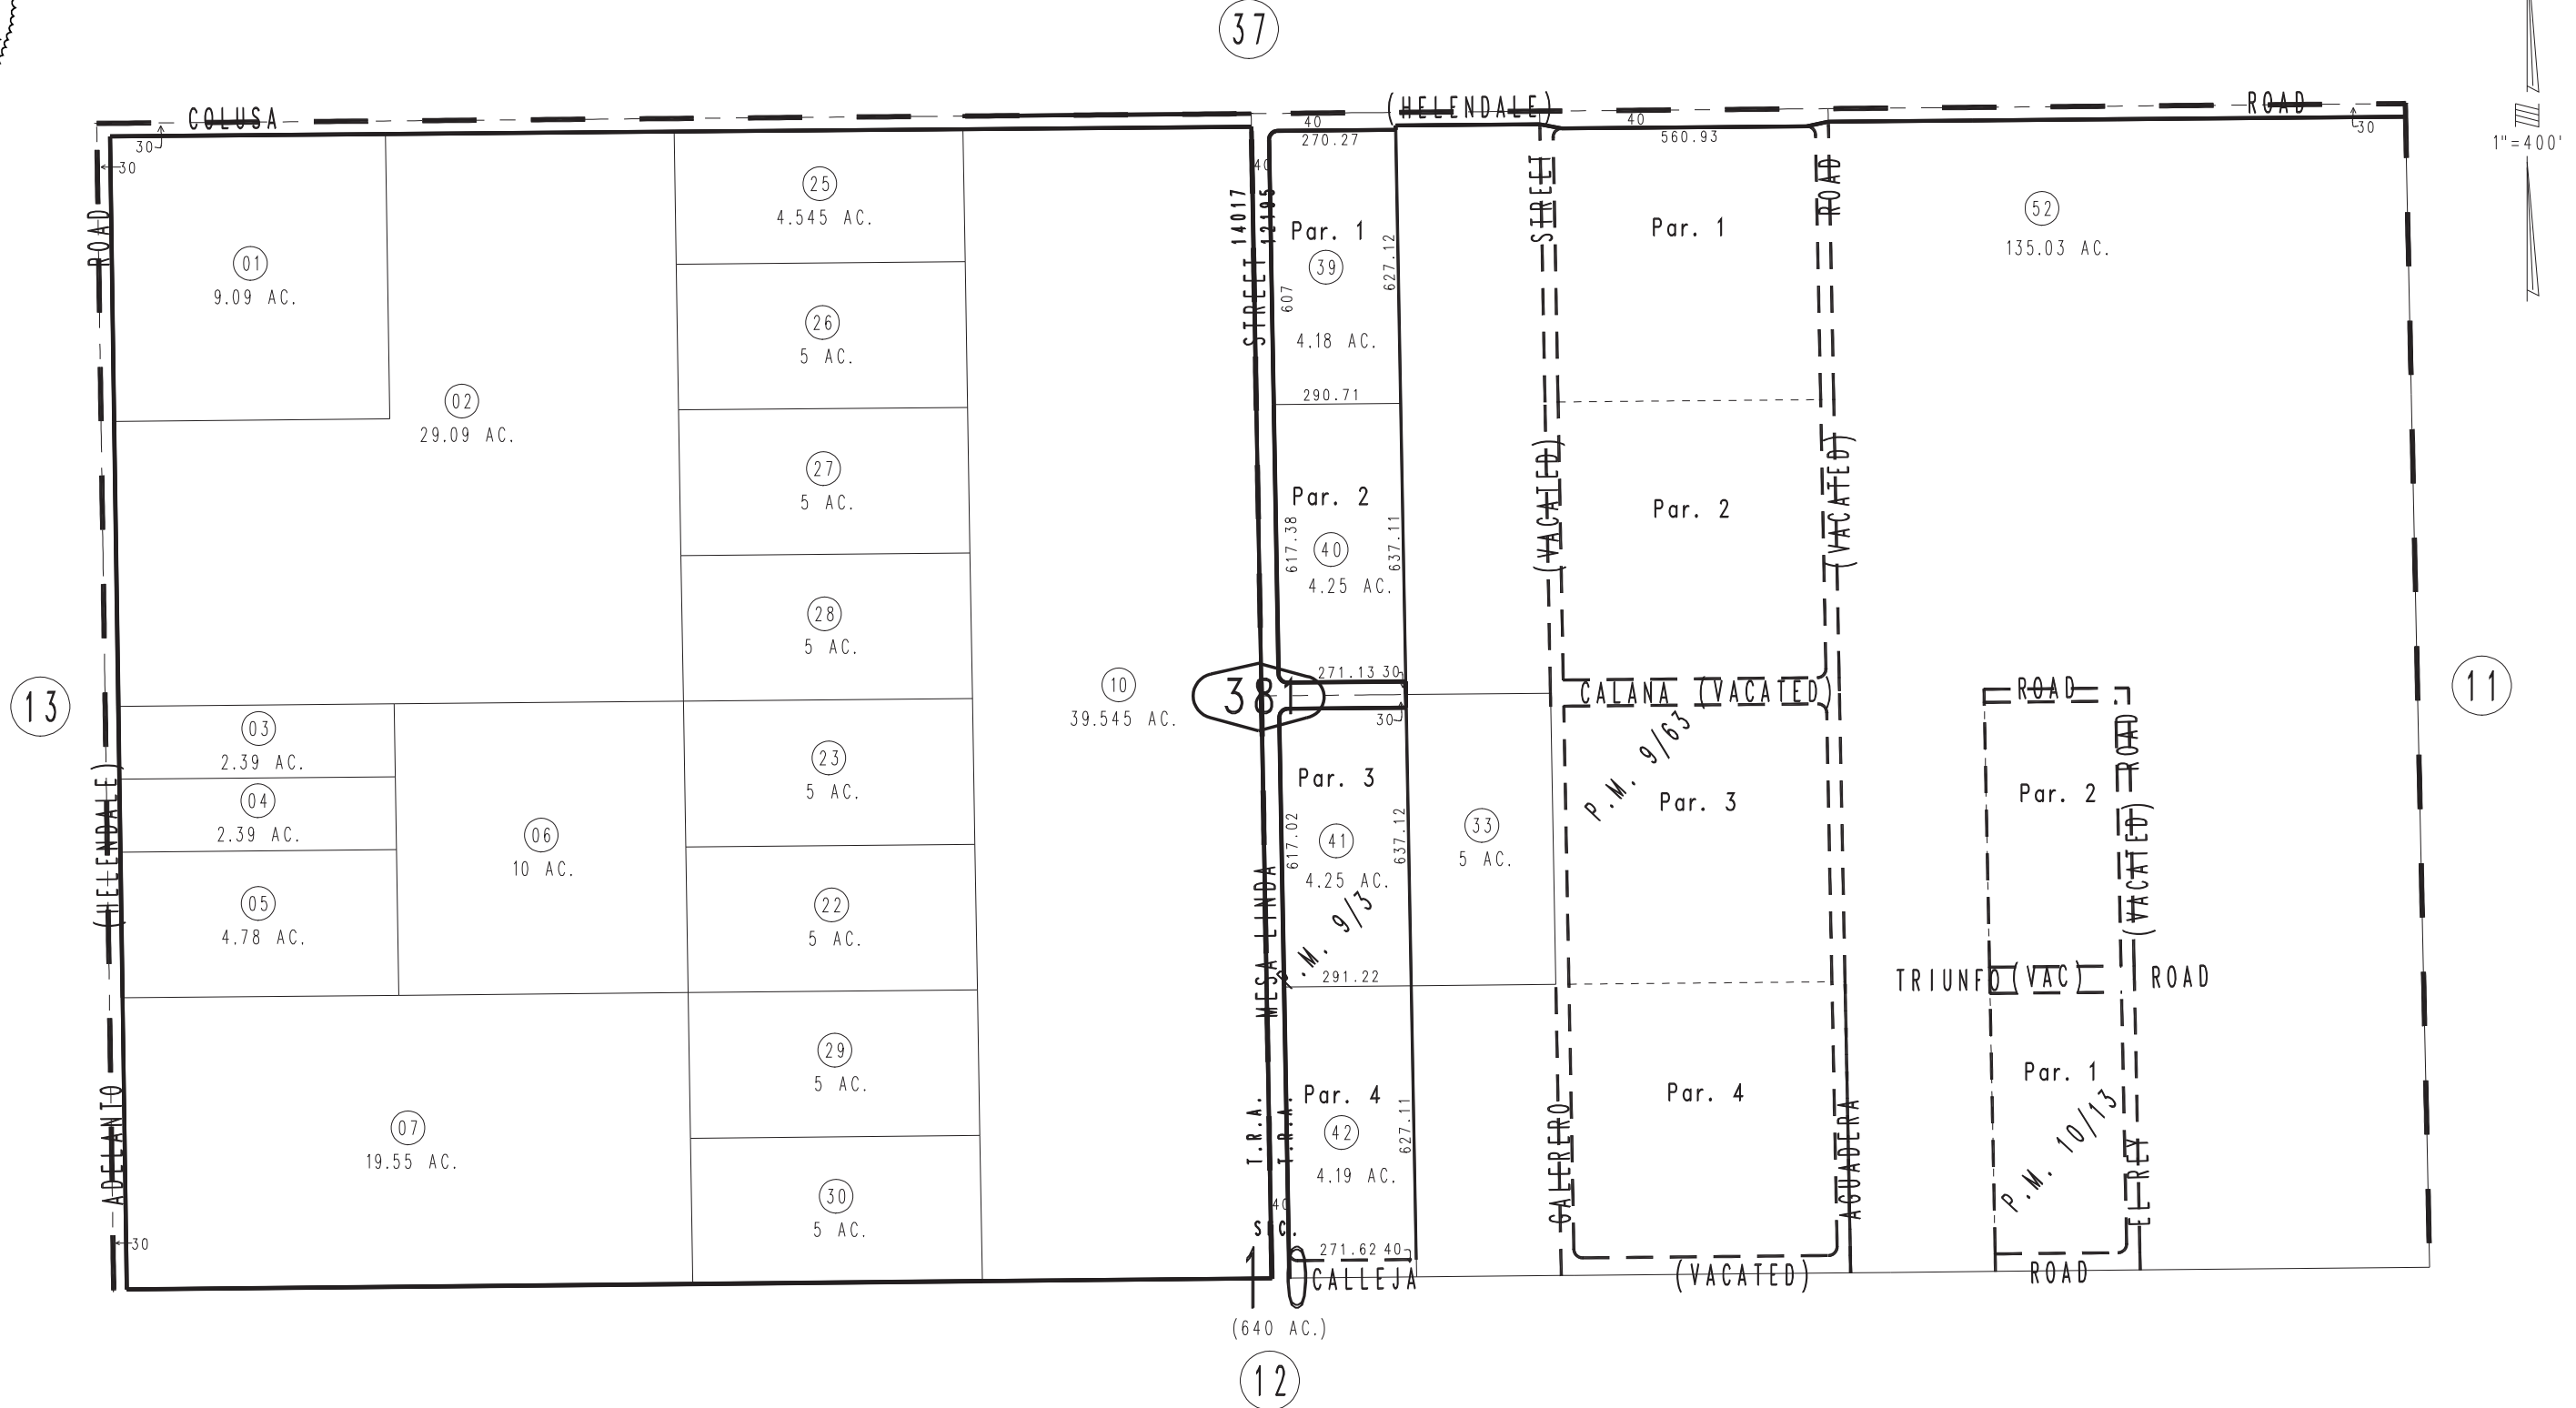 37
COLUSA
(HELENDALE)
ROAD
30
30
40
270.27
40
560.93
30
1"=400'
ROAD
01
9.09 AC.
02
29.09 AC.
25
4.545 AC.
26
5 AC.
27
5 AC.
28
5 AC.
40
STREET
14017
12195
Par. 1
39
607
627.12
4.18 AC.
290.71
Par. 2
617.38
637.11
40
4.25 AC.
271.13
30
STREET
(VACATED)
Par. 1
Par. 2
ROAD
(VACATED)
52
135.03 AC.
13
10
39.545 AC.
38
CALANA (VACATED)
ROAD
11
30
03
2.39 AC.
04
2.39 AC.
05
4.78 AC.
06
10 AC.
23
5 AC.
22
5 AC.
Par. 3
617.02
637.12
41
4.25 AC.
P.M. 9/3
291.22
33
5 AC.
P.M. 9/63
Par. 3
Par. 2
ROAD
(VACATED)
TRIUNFO (VAC) ROAD
(HELENDALE)
ADELANTO
07
19.55 AC.
29
5 AC.
30
5 AC.
30
MESA LINDA
T.R.A.
T.R.A.
Par. 4
42
627.11
4.19 AC.
40
271.62
40
GALERERO
Par. 4
AGUADERA
Par. 1
P.M. 10/13
EL REY
SEC.
10
CALLEJA
(VACATED)
ROAD
(640 AC.)
12